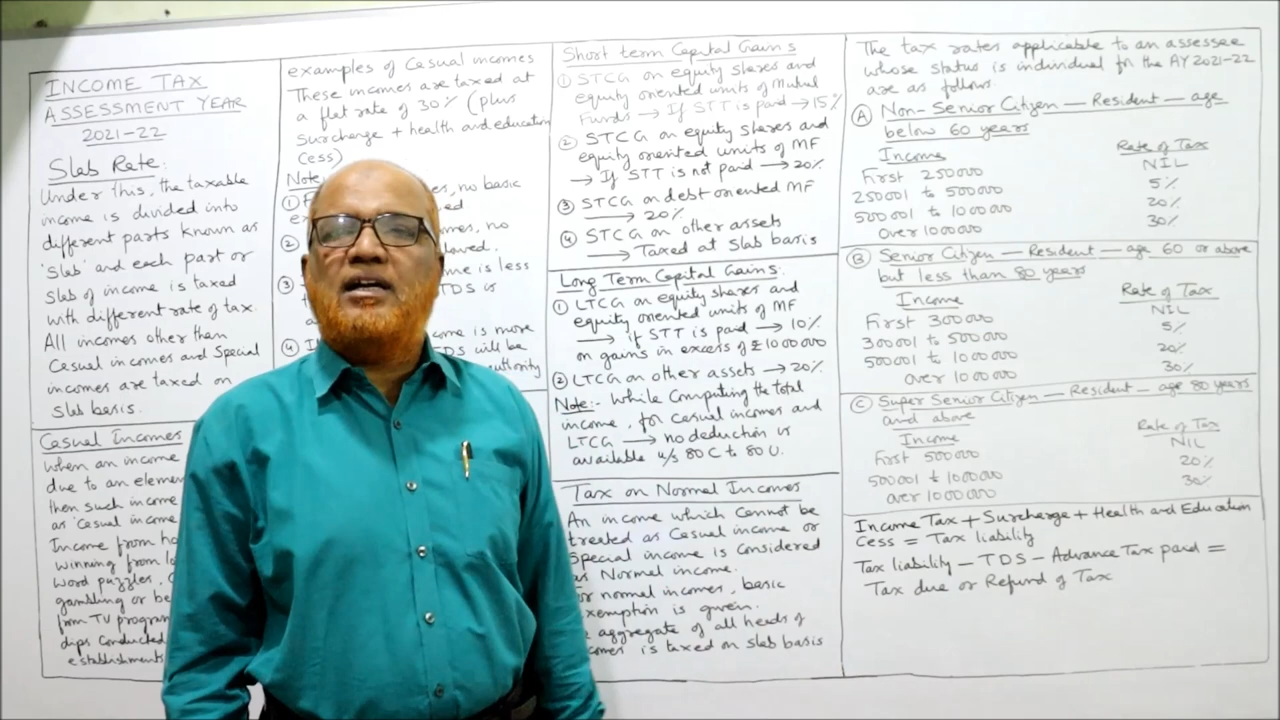 INCOME TAX
ASSESSMENT YEAR
2021-22
Slab Rate:
Under this, the taxable
income is divided into
different parts known as
'slab' and each part or
slab of income is taxed
with different rate of tax.
All incomes other than
Casual incomes and Special
incomes are taxed on
Slab basis.
Casual Incomes
When an income
due to an elemen
then such income
as 'Casual income
Income from ho
winning from lo
word puzzles, C
gambling or be
from TV program
dips conducted
establishments
examples of Casual incomes
These incomes are taxed at
a flat rate of 30% (plus
surcharge + health and education
cess)
Note:
① es, no basic
ed
② omes, no
lowed.
③ me is less
TDS is
④ I come is more
TDS will be
authority
Short term Capital Gains
① STCG on equity shares and
equity oriented units of Mutual
Funds → If STT is paid → 15%
② STCG on equity shares and
equity oriented units of MF
→ If STT is not paid → 20%
③ STCG on debt oriented MF
→ 20%
④ STCG on other assets
→ Taxed at slab basis
Long Term Capital Gains:
① LTCG on equity shares and
equity oriented units of MF
→ if STT is paid → 10%
on gains in excess of ₹1000000
② LTCG on other assets → 20%
Note:- While Computing the total
income, for casual incomes and
LTCG → no deduction is
available u/s 80C to 80U.
Tax on Normal Incomes
An income which cannot be
treated as Casual income or
Special income is considered
as Normal income.
or normal incomes, basic
exemption is given.
aggregate of all heads of
comes is taxed on slab basis
The tax rates applicable to an assessee
whose status is individual for the AY 2021-22
are as follows.
Ⓐ Non-Senior Citizen — Resident — age
below 60 years
Income Rate of Tax
First 250000 NIL
250001 to 500000 5%
500001 to 1000000 20%
Over 1000000 30%
Ⓑ Senior Citizen — Resident — age 60 or above
but less than 80 years
Income Rate of Tax
First 300000 NIL
300001 to 500000 5%
500001 to 1000000 20%
over 1000000 30%
Ⓒ Super Senior Citizen — Resident — age 80 years
and above
Income Rate of Tax
First 500000 NIL
500001 to 1000000 20%
over 1000000 30%
Income Tax + Surcharge + Health and Education
Cess = Tax liability
Tax liability — TDS — Advance Tax paid =
Tax due or Refund of Tax